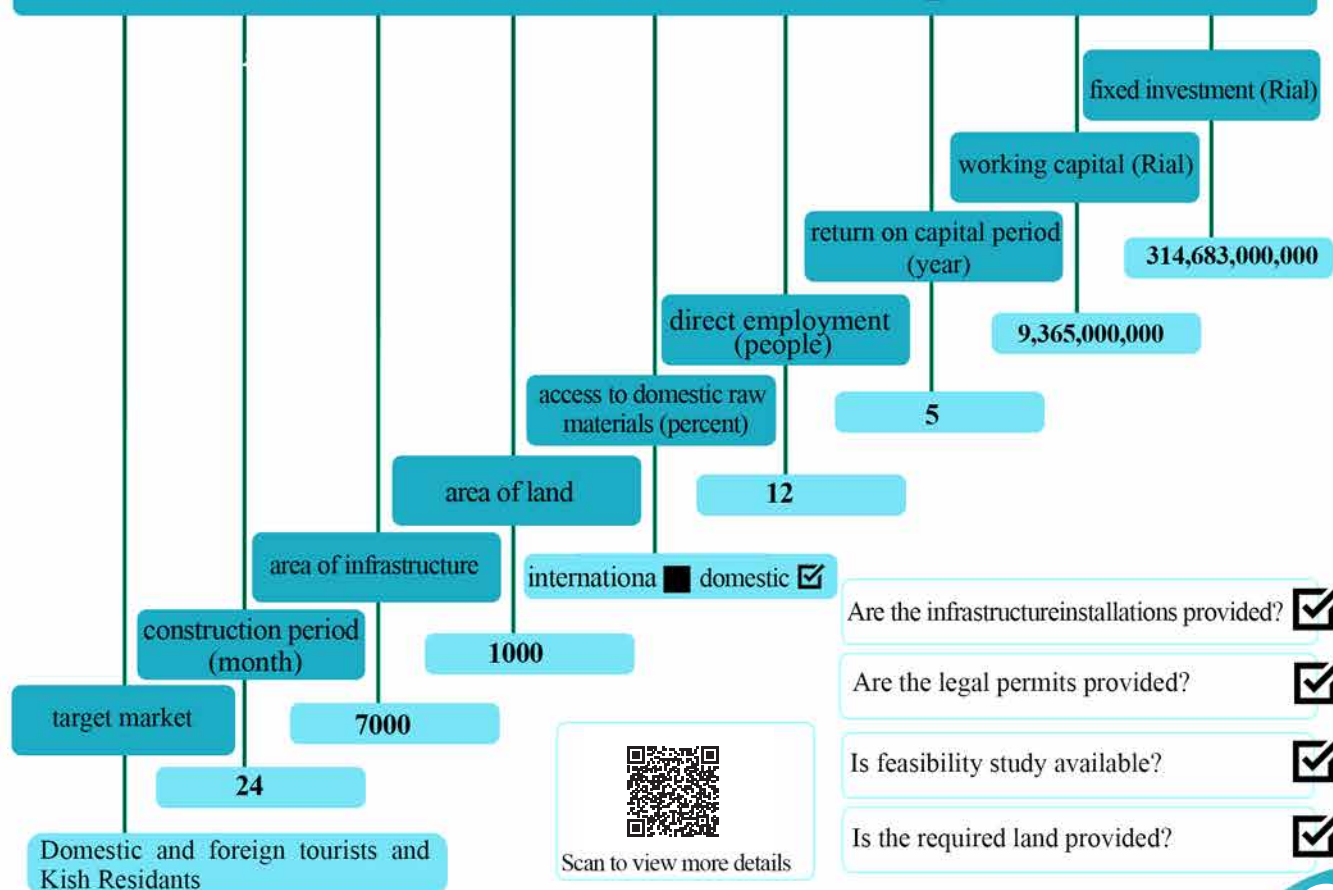 fixed investment (Rial)
314,683,000,000
working capital (Rial)
9,365,000,000
return on capital period
(year)
5
direct employment
(people)
12
access to domestic raw
materials (percent)
internationa domestic
area of land
1000
area of infrastructure
7000
construction period
(month)
24
target market
Domestic and foreign tourists and
Kish Residants
Scan to view more details
Are the infrastructureinstallations provided?
Are the legal permits provided?
Is feasibility study available?
Is the required land provided?